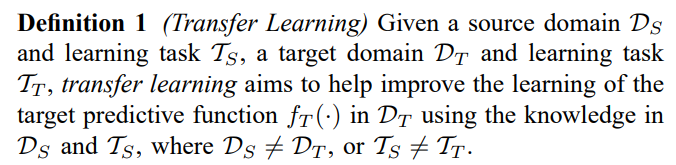 Definition 1 (Transfer Learning) Given a source domain 𝒟_S
and learning task 𝒯_S, a target domain 𝒟_T and learning task
𝒯_T, transfer learning aims to help improve the learning of the
target predictive function f_T(·) in 𝒟_T using the knowledge in
𝒟_S and 𝒯_S, where 𝒟_S ≠ 𝒟_T, or 𝒯_S ≠ 𝒯_T.